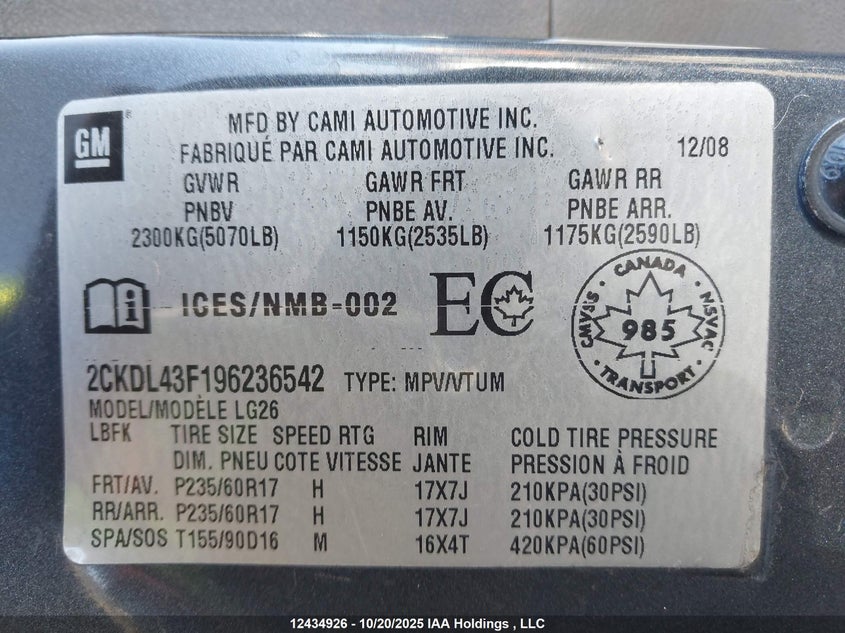 GM
MFD BY CAMI AUTOMOTIVE INC.
FABRIQUÉ PAR CAMI AUTOMOTIVE INC. 12/08
GVWR GAWR FRT GAWR RR
PNBV PNBE AV. PNBE ARR.
2300KG(5070LB) 1150KG(2535LB) 1175KG(2590LB)
i ICES/NMB-002 EC
CANADA
CMVSS 985 NSVAC
TRANSPORT
2CKDL43F196236542 TYPE: MPV/VTUM
MODEL/MODÈLE LG26
LBFK TIRE SIZE SPEED RTG RIM COLD TIRE PRESSURE
DIM. PNEU COTE VITESSE JANTE PRESSION À FROID
FRT/AV. P235/60R17 H 17X7J 210KPA(30PSI)
RR/ARR. P235/60R17 H 17X7J 210KPA(30PSI)
SPA/SOS T155/90D16 M 16X4T 420KPA(60PSI)
12434926 - 10/20/2025 IAA Holdings , LLC